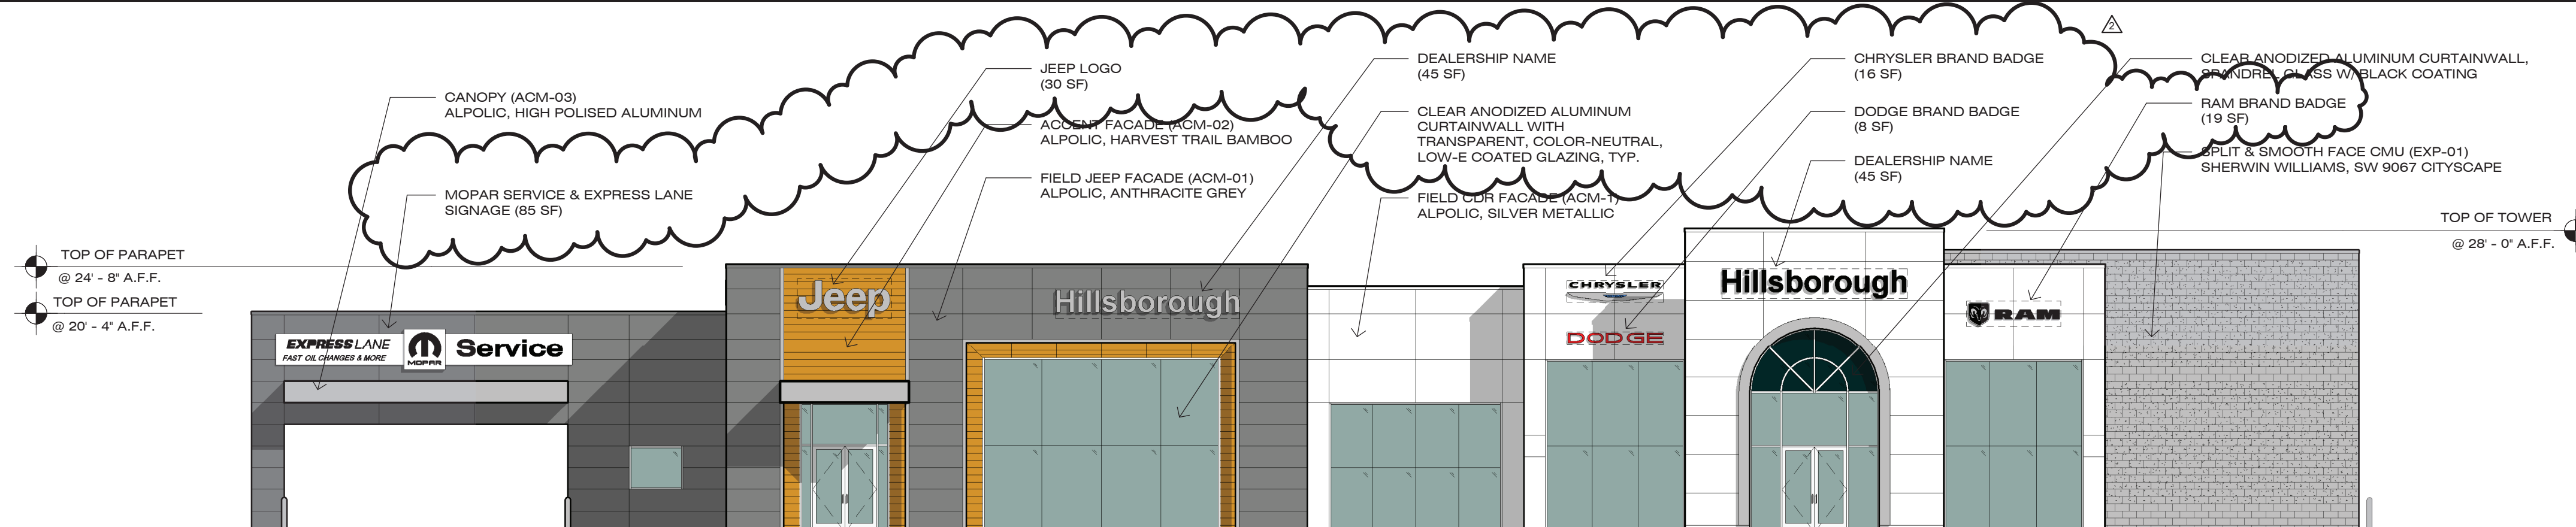 2
CANOPY (ACM-03)
ALPOLIC, HIGH POLISED ALUMINUM
MOPAR SERVICE & EXPRESS LANE
SIGNAGE (85 SF)
JEEP LOGO
(30 SF)
ACCENT FACADE (ACM-02)
ALPOLIC, HARVEST TRAIL BAMBOO
FIELD JEEP FACADE (ACM-01)
ALPOLIC, ANTHRACITE GREY
DEALERSHIP NAME
(45 SF)
CLEAR ANODIZED ALUMINUM
CURTAINWALL WITH
TRANSPARENT, COLOR-NEUTRAL,
LOW-E COATED GLAZING, TYP.
FIELD CDR FACADE (ACM-1)
ALPOLIC, SILVER METALLIC
CHRYSLER BRAND BADGE
(16 SF)
DODGE BRAND BADGE
(8 SF)
DEALERSHIP NAME
(45 SF)
CLEAR ANODIZED ALUMINUM CURTAINWALL,
SPANDREL GLASS W/ BLACK COATING
RAM BRAND BADGE
(19 SF)
SPLIT & SMOOTH FACE CMU (EXP-01)
SHERWIN WILLIAMS, SW 9067 CITYSCAPE
TOP OF PARAPET
@ 24' - 8" A.F.F.
TOP OF PARAPET
@ 20' - 4" A.F.F.
TOP OF TOWER
@ 28' - 0" A.F.F.
EXPRESS LANE
FAST OIL CHANGES & MORE
MOPAR
Service
Jeep
Hillsborough
CHRYSLER
DODGE
Hillsborough
RAM